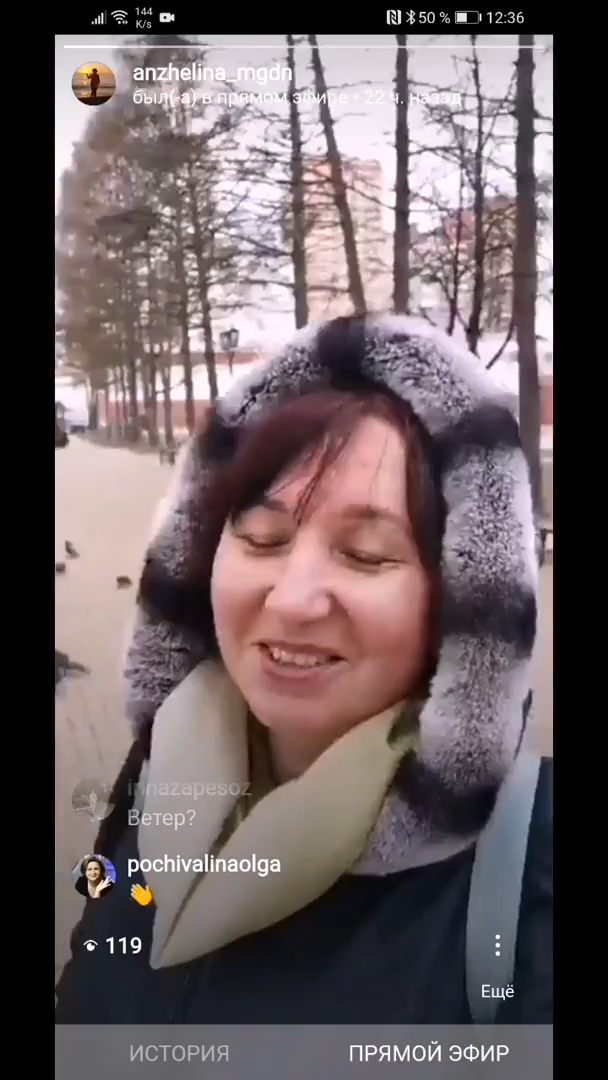 144
K/s
50 %
12:36
anzhelina_mgdn
был(-а) в прямом эфире • 22 ч. назад
innazapesoz
Ветер?
pochivalinaolga
119
Ещё
ИСТОРИЯ
ПРЯМОЙ ЭФИР